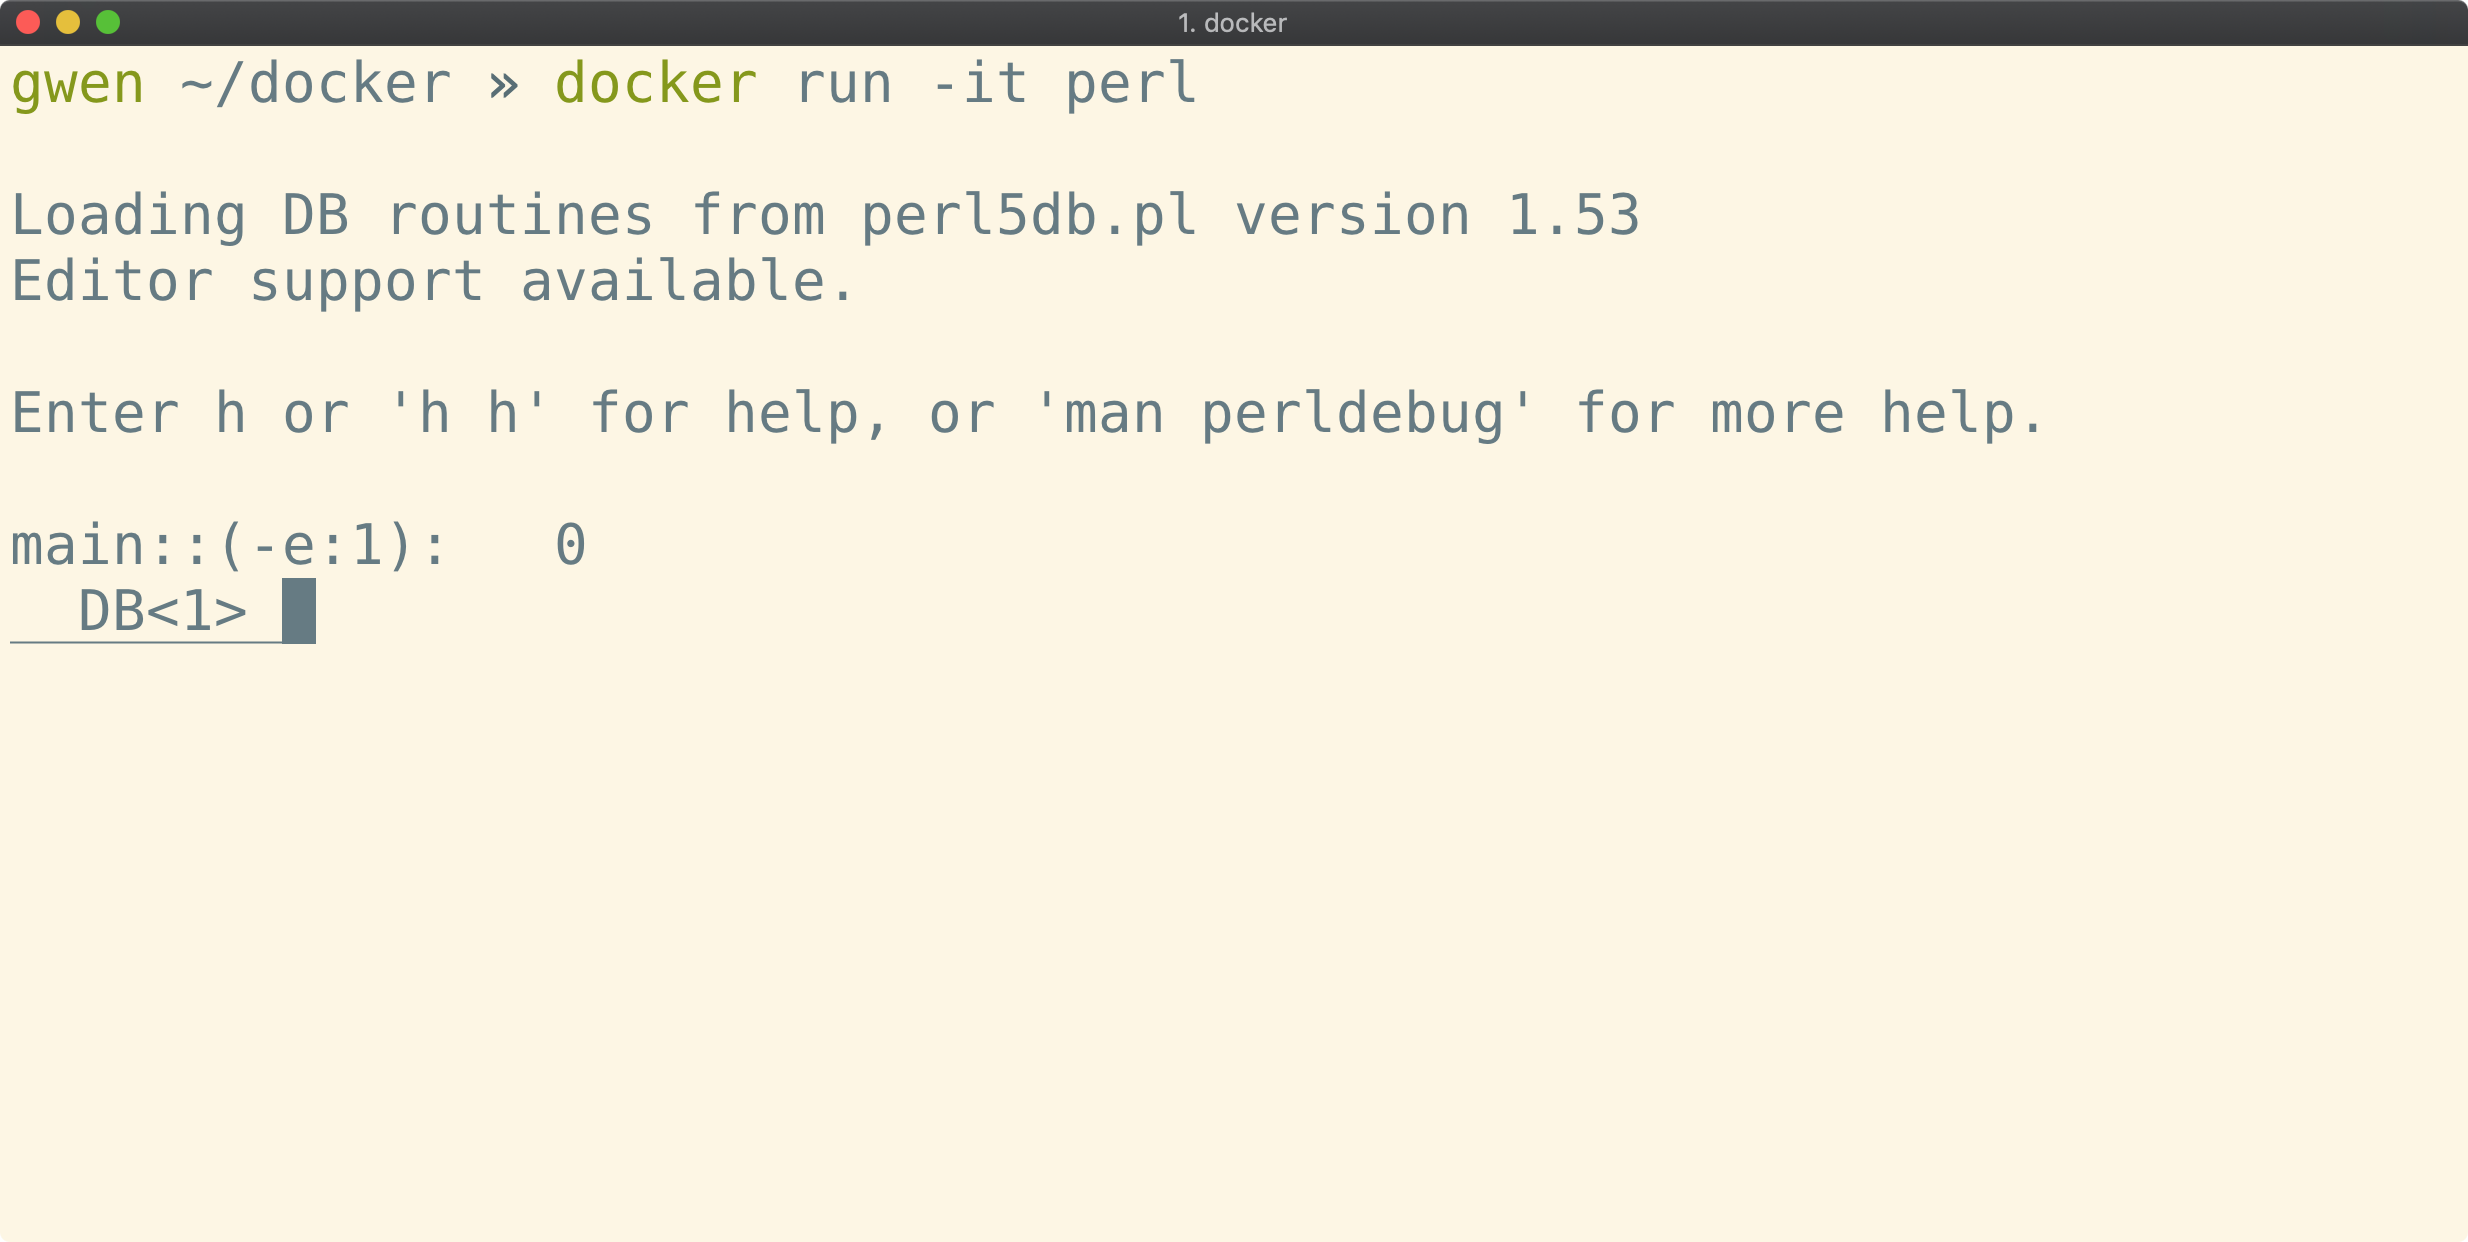 1. docker
gwen ~/docker » docker run -it perl
Loading DB routines from perl5db.pl version 1.53
Editor support available.
Enter h or 'h h' for help, or 'man perldebug' for more help.
main::(-e:1):   0
  DB<1>